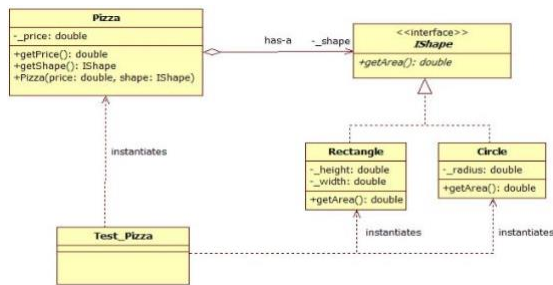 Pizza
-_price: double
+getPrice(): double
+getShape(): IShape
+Pizza(price: double, shape: IShape)
has-a
-_shape
<<interface>>
IShape
+getArea(): double
instantiates
Rectangle
-_height: double
-_width: double
+getArea(): double
Circle
-_radius: double
+getArea(): double
Test_Pizza
instantiates
instantiates